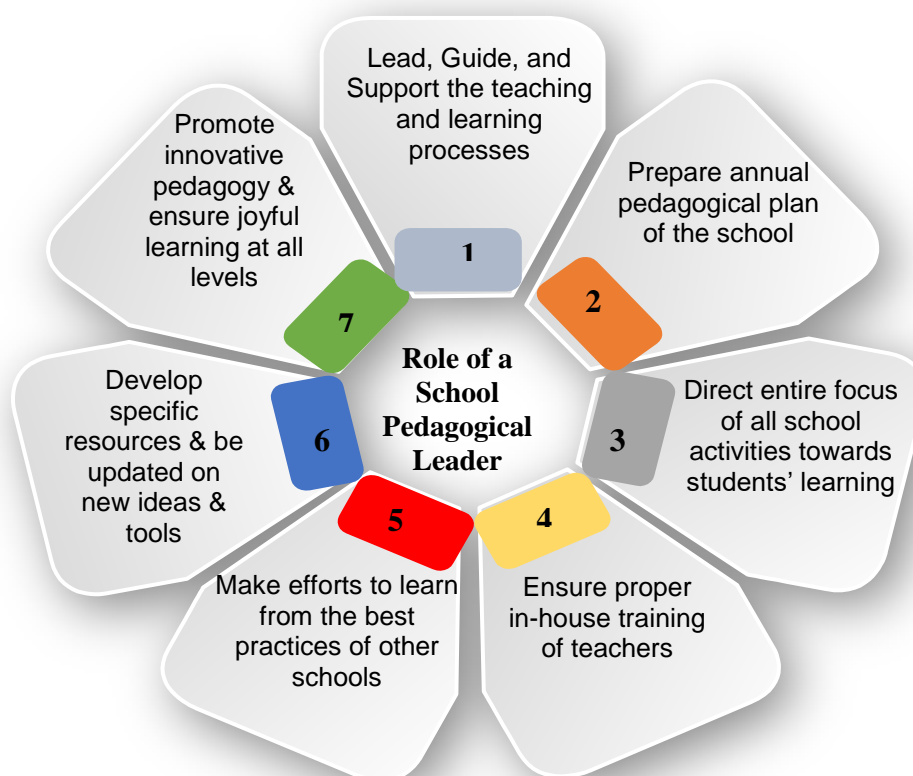 Role of a
School
Pedagogical
Leader
1
Lead, Guide, and
Support the teaching
and learning
processes
2
Prepare annual
pedagogical plan
of the school
3
Direct entire focus
of all school
activities towards
students’ learning
4
Ensure proper
in-house training
of teachers
5
Make efforts to learn
from the best
practices of other
schools
6
Develop
specific
resources & be
updated on
new ideas &
tools
7
Promote
innovative
pedagogy &
ensure joyful
learning at all
levels